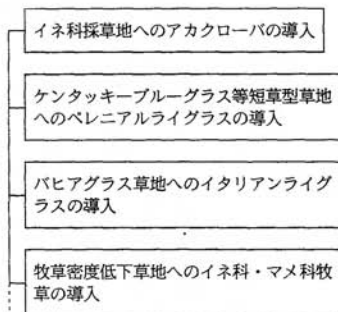 イネ科採草地へのアカクローバの導入
ケンタッキーブルーグラス等短草型草地
へのペレニアルライグラスの導入
バヒアグラス草地へのイタリアンライグ
ラスの導入
牧草密度低下草地へのイネ科・マメ科牧
草の導入